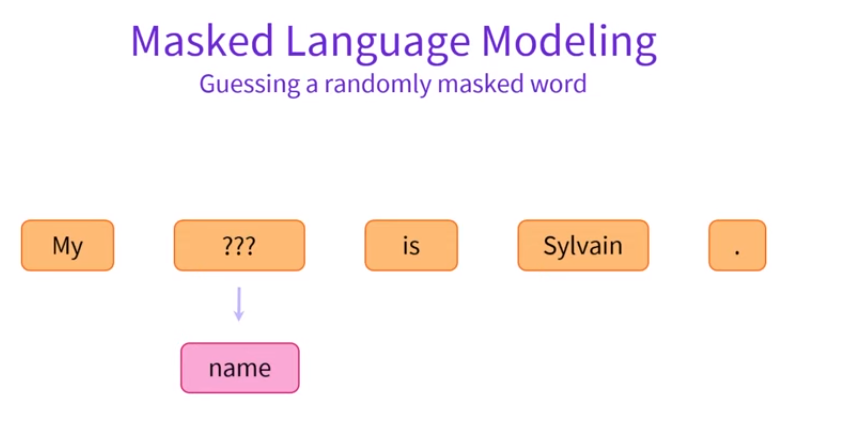 Masked Language Modeling
Guessing a randomly masked word
My ??? is Sylvain .
name